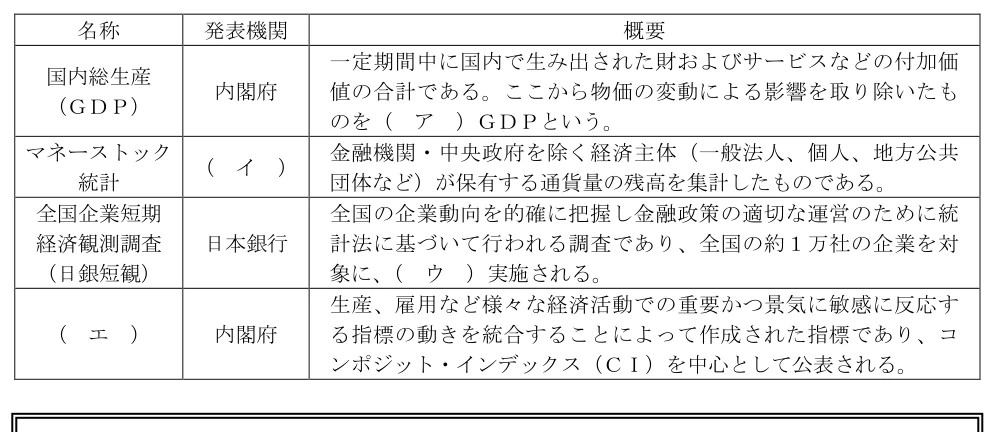 名称 発表機関 概要
国内総生産
（ＧＤＰ）
内閣府
一定期間中に国内で生み出された財およびサービスなどの付加価
値の合計である。ここから物価の変動による影響を取り除いたも
のを（　ア　）ＧＤＰという。
マネーストック
統計
（　イ　）
金融機関・中央政府を除く経済主体（一般法人、個人、地方公共
団体など）が保有する通貨量の残高を集計したものである。
全国企業短期
経済観測調査
（日銀短観）
日本銀行
全国の企業動向を的確に把握し金融政策の適切な運営のために統
計法に基づいて行われる調査であり、全国の約１万社の企業を対
象に、（　ウ　）実施される。
（　エ　）
内閣府
生産、雇用など様々な経済活動での重要かつ景気に敏感に反応す
る指標の動きを統合することによって作成された指標であり、コ
ンポジット・インデックス（ＣＩ）を中心として公表される。